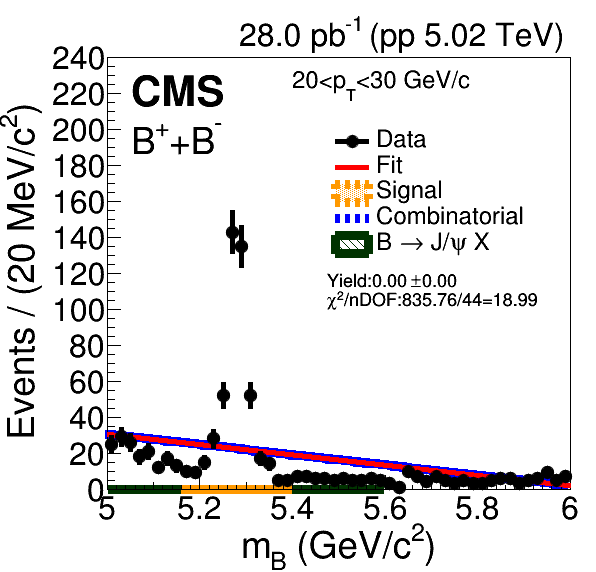 28.0 pb⁻¹ (pp 5.02 TeV)
CMS
B⁺+B⁻
20<p_T<30 GeV/c
Data
Fit
Signal
Combinatorial
B → J/ψ X
Yield:0.00 ±0.00
χ²/nDOF:835.76/44=18.99
Events / (20 MeV/c²)
240
220
200
180
160
140
120
100
80
60
40
20
0
5 5.2 5.4 5.6 5.8 6
m_B (GeV/c²)